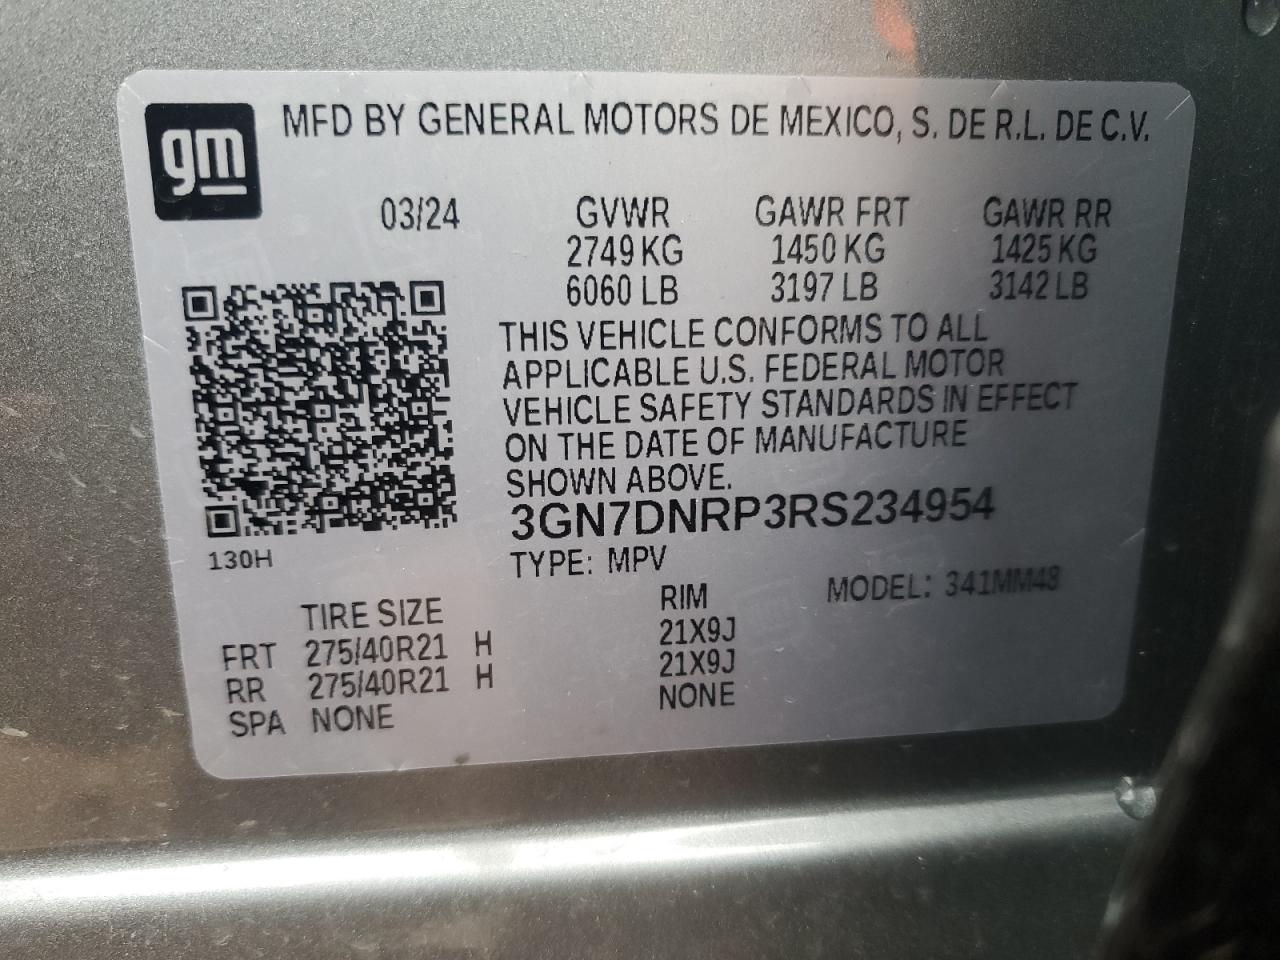 gm
MFD BY GENERAL MOTORS DE MEXICO, S. DE R.L. DE C.V.
03/24 GVWR GAWR FRT GAWR RR
2749 KG 1450 KG 1425 KG
6060 LB 3197 LB 3142 LB
THIS VEHICLE CONFORMS TO ALL
APPLICABLE U.S. FEDERAL MOTOR
VEHICLE SAFETY STANDARDS IN EFFECT
ON THE DATE OF MANUFACTURE
SHOWN ABOVE.
3GN7DNRP3RS234954
130H
TYPE: MPV MODEL: 341MM48
TIRE SIZE RIM
FRT 275/40R21 H 21X9J
RR 275/40R21 H 21X9J
SPA NONE NONE